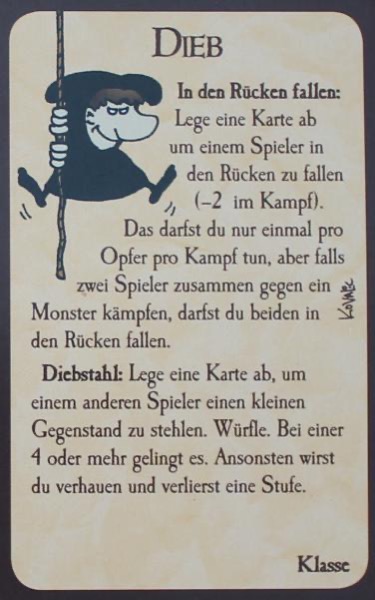 DIEB
In den Rücken fallen:
Lege eine Karte ab
um einem Spieler in
den Rücken zu fallen
(–2 im Kampf).
Das darfst du nur einmal pro
Opfer pro Kampf tun, aber falls
zwei Spieler zusammen gegen ein
Monster kämpfen, darfst du beiden in
den Rücken fallen.
KOVALIC
Diebstahl: Lege eine Karte ab, um
einem anderen Spieler einen kleinen
Gegenstand zu stehlen. Würfle. Bei einer
4 oder mehr gelingt es. Ansonsten wirst
du verhauen und verlierst eine Stufe.
Klasse